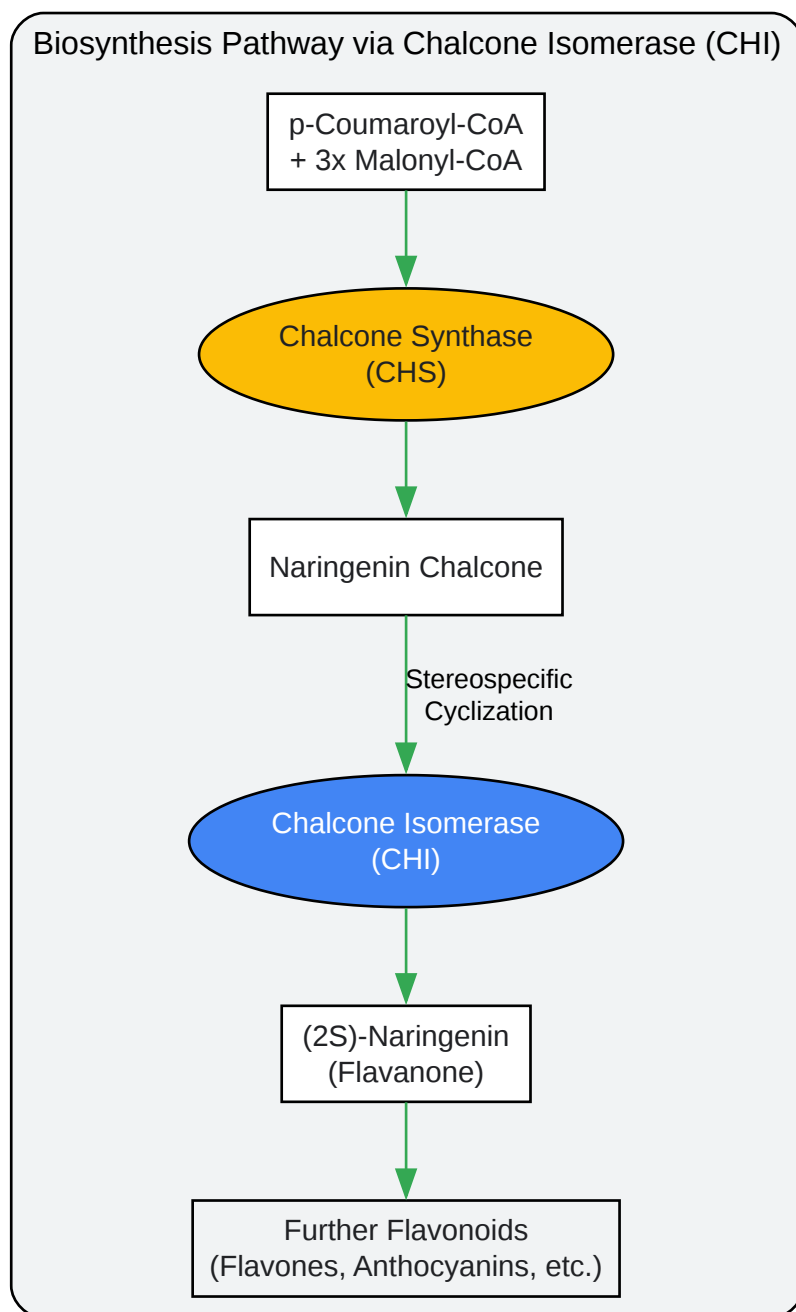 Biosynthesis Pathway via Chalcone Isomerase (CHI)
p-Coumaroyl-CoA
+ 3x Malonyl-CoA
Chalcone Synthase
(CHS)
Naringenin Chalcone
Stereospecific
Cyclization
Chalcone Isomerase
(CHI)
(2S)-Naringenin
(Flavanone)
Further Flavonoids
(Flavones, Anthocyanins, etc.)